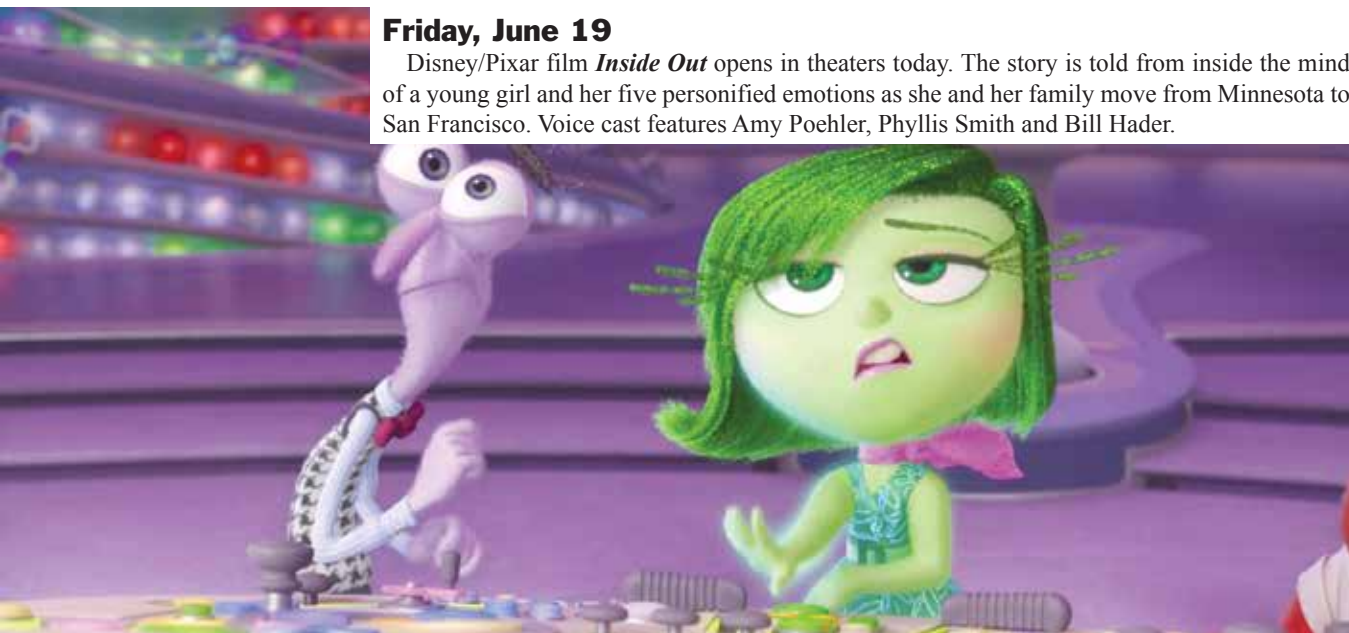 Friday, June 19
Disney/Pixar film Inside Out opens in theaters today. The story is told from inside the mind
of a young girl and her five personified emotions as she and her family move from Minnesota to
San Francisco. Voice cast features Amy Poehler, Phyllis Smith and Bill Hader.